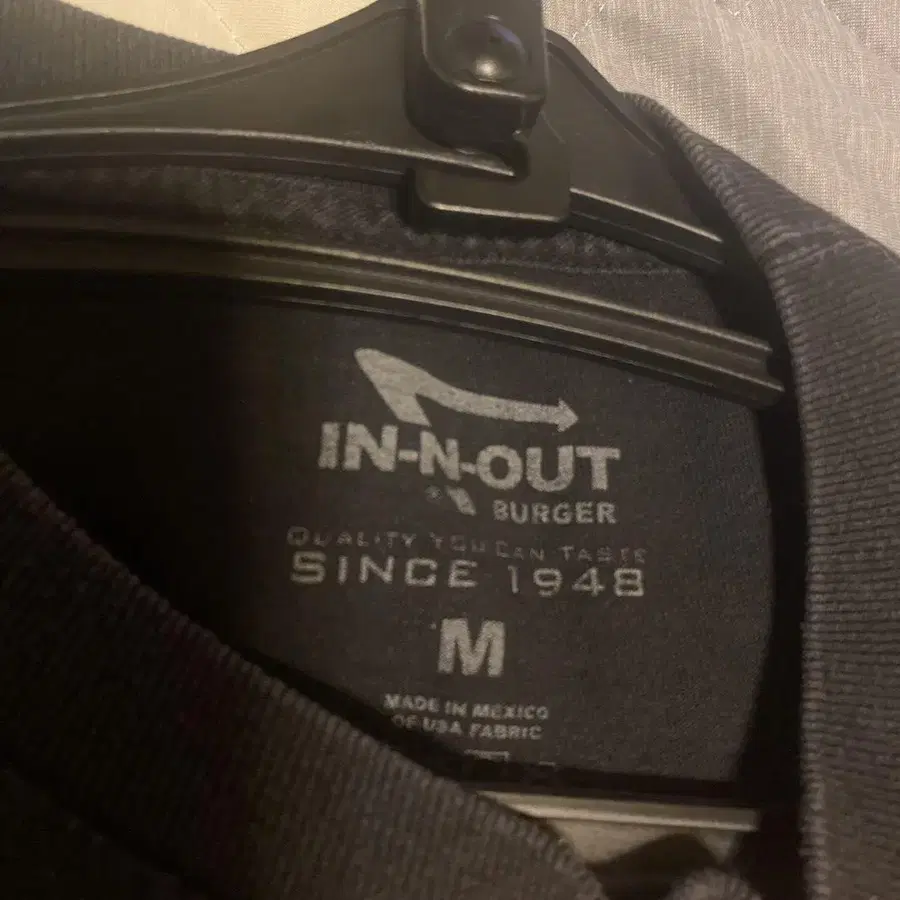 IN-N-OUT
BURGER
QUALITY YOU CAN TASTE
SINCE 1948
M
MADE IN MEXICO
OF USA FABRIC